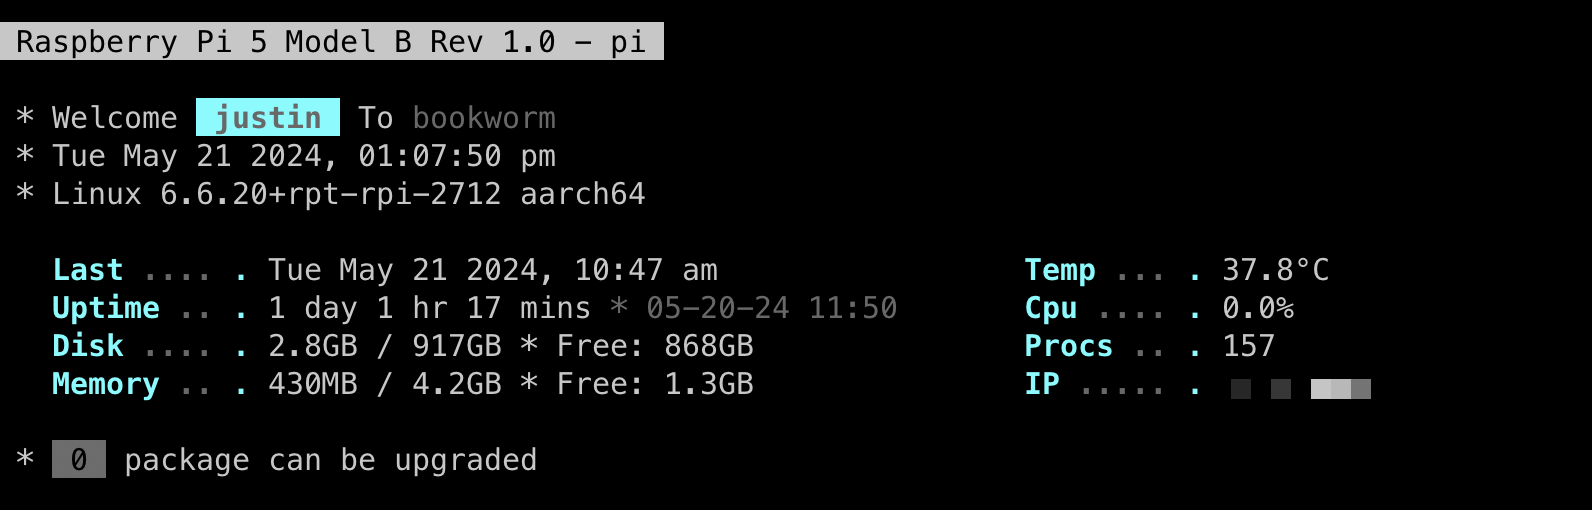 Raspberry Pi 5 Model B Rev 1.0 - pi
* Welcome justin To bookworm
* Tue May 21 2024, 01:07:50 pm
* Linux 6.6.20+rpt-rpi-2712 aarch64
Last .... . Tue May 21 2024, 10:47 am Temp ... . 37.8°C
Uptime .. . 1 day 1 hr 17 mins * 05-20-24 11:50 Cpu .... . 0.0%
Disk .... . 2.8GB / 917GB * Free: 868GB Procs .. . 157
Memory .. . 430MB / 4.2GB * Free: 1.3GB IP ..... .
* 0 package can be upgraded